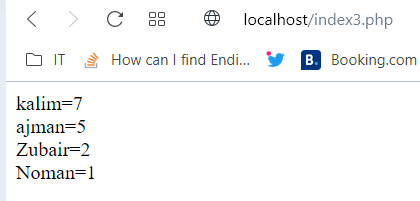 localhost/index3.php
IT How can I find Endi... B. Booking.com
kalim=7
ajman=5
Zubair=2
Noman=1